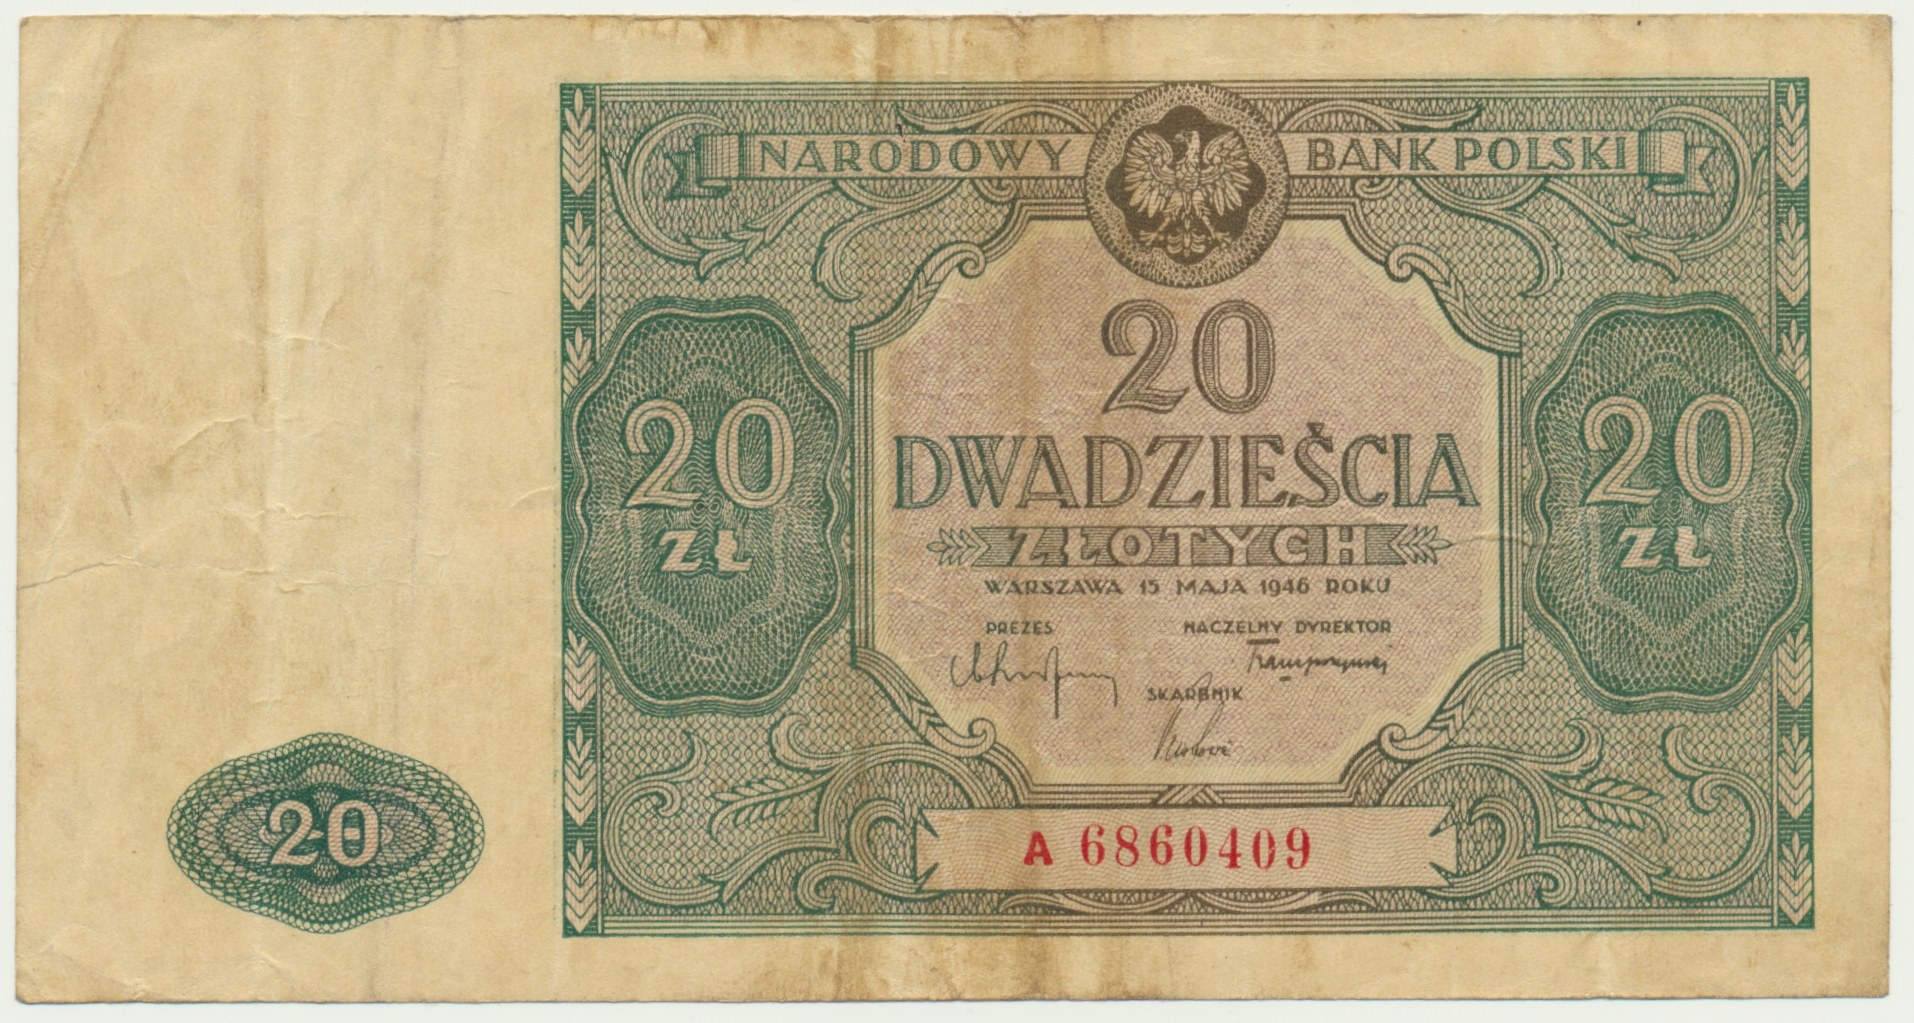 NARODOWY BANK POLSKI
20
DWADZIEŚCIA
ZŁOTYCH
WARSZAWA 15 MAJA 1946 ROKU
PREZES NACZELNY DYREKTOR
SKARBNIK
20 ZŁ
20 ZŁ
20
A 6860409